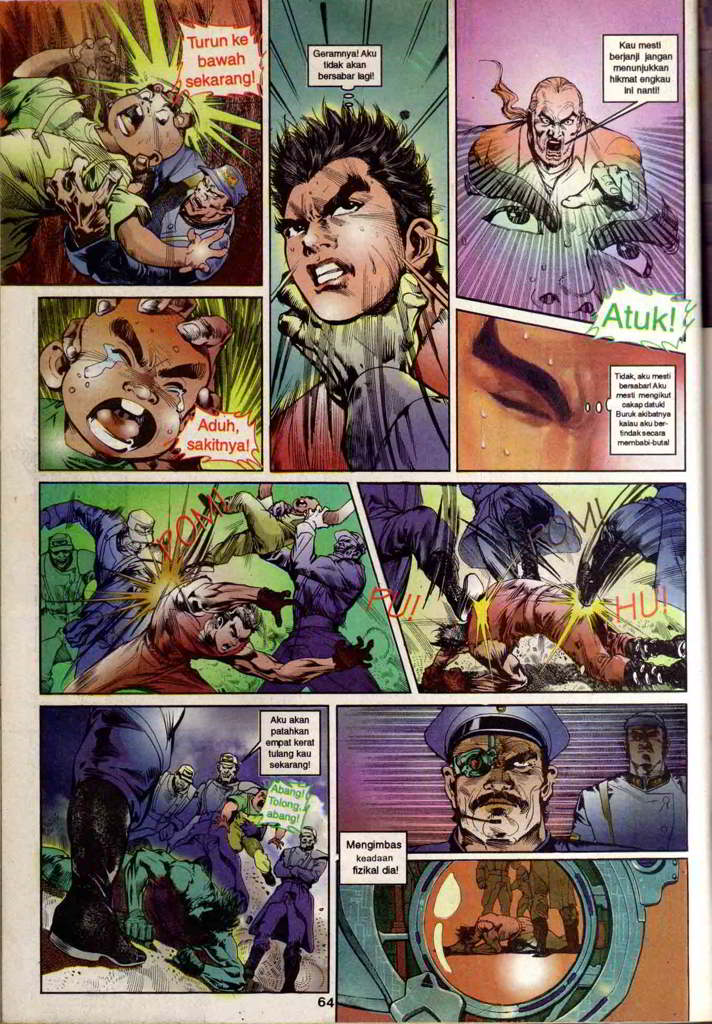 Turun ke
bawah
sekarang!
Geramnya! Aku
tidak akan
bersabar lagi!
Kau mesti
berjanji jangan
menunjukkan
hikmat engkau
ini nanti!
Atuk!
Aduh,
sakitnya!
Tidak, aku mesti
bersabar! Aku
mesti mengikut
cakap datuk!
Buruk akibatnya
kalau aku ber-
tindak secara
membabi-buta!
POM!
POM!
PU!
HU!
Aku akan
patahkan
empat kerat
tulang kau
sekarang!
Abang!
Tolong,
abang!
Mengimbas
keadaan
fizikal dia!
64